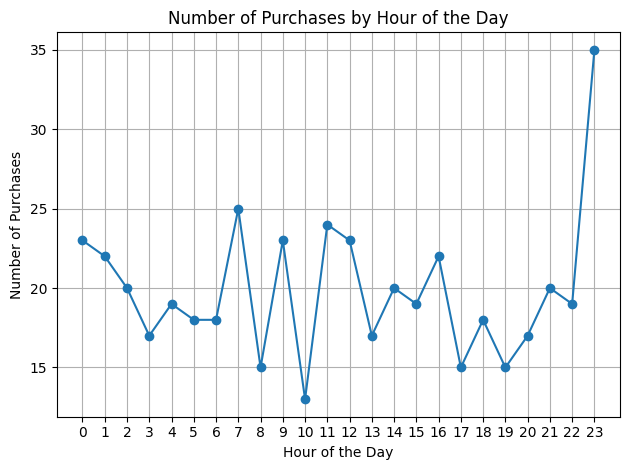 Number of Purchases by Hour of the Day
35
30
25
20
15
Number of Purchases
0 1 2 3 4 5 6 7 8 9 10 11 12 13 14 15 16 17 18 19 20 21 22 23
Hour of the Day